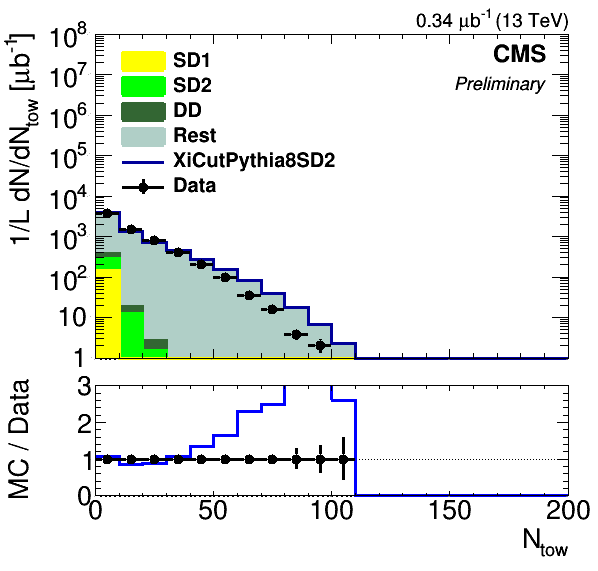 0.34 μb⁻¹ (13 TeV)
1/L dN/dN_tow [μb⁻¹]
10⁸
10⁷
10⁶
10⁵
10⁴
10³
10²
10
1
CMS
Preliminary
SD1
SD2
DD
Rest
XiCutPythia8SD2
Data
MC / Data
3
2
1
0
0 50 100 150 200
N_tow